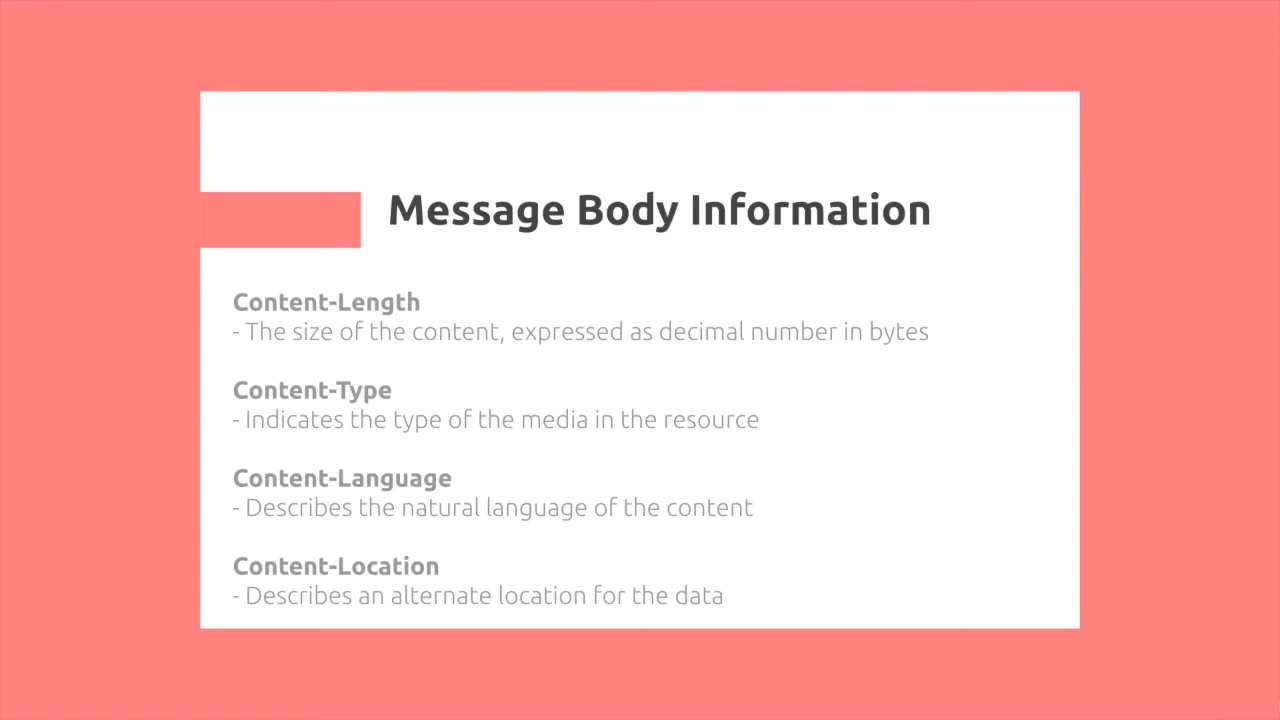 Message Body Information
Content-Length
- The size of the content, expressed as decimal number in bytes
Content-Type
- Indicates the type of the media in the resource
Content-Language
- Describes the natural language of the content
Content-Location
- Describes an alternate location for the data